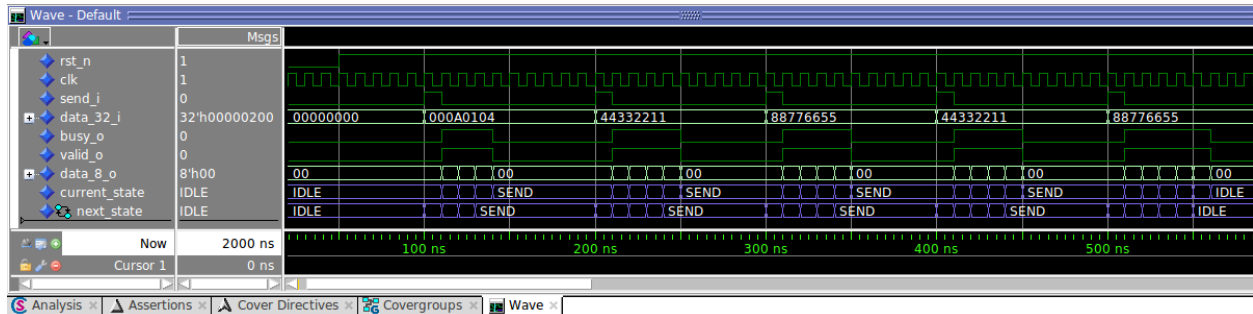 Wave - Default
Msgs
rst_n 1
clk 1
send_i 0
data_32_i 32'h00000200 00000000 000A0104 44332211 88776655 44332211 88776655
busy_o 0
valid_o 0
data_8_o 8'h00 00 00 00 00 00 00
current_state IDLE IDLE SEND SEND SEND SEND IDLE
next_state IDLE IDLE SEND SEND SEND SEND IDLE
Now 2000 ns 100 ns 200 ns 300 ns 400 ns 500 ns
Cursor 1 0 ns
Analysis Assertions Cover Directives Covergroups Wave